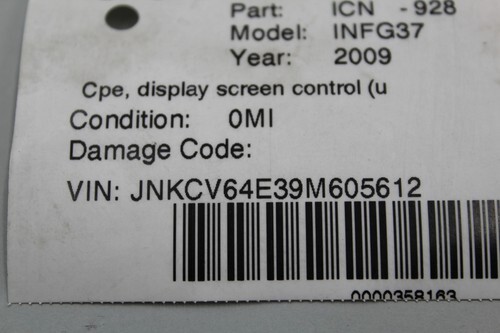 Part: ICN - 928
Model: INFG37
Year: 2009
Cpe, display screen control (u
Condition: 0MI
Damage Code:
VIN: JNKCV64E39M605612
0000358163